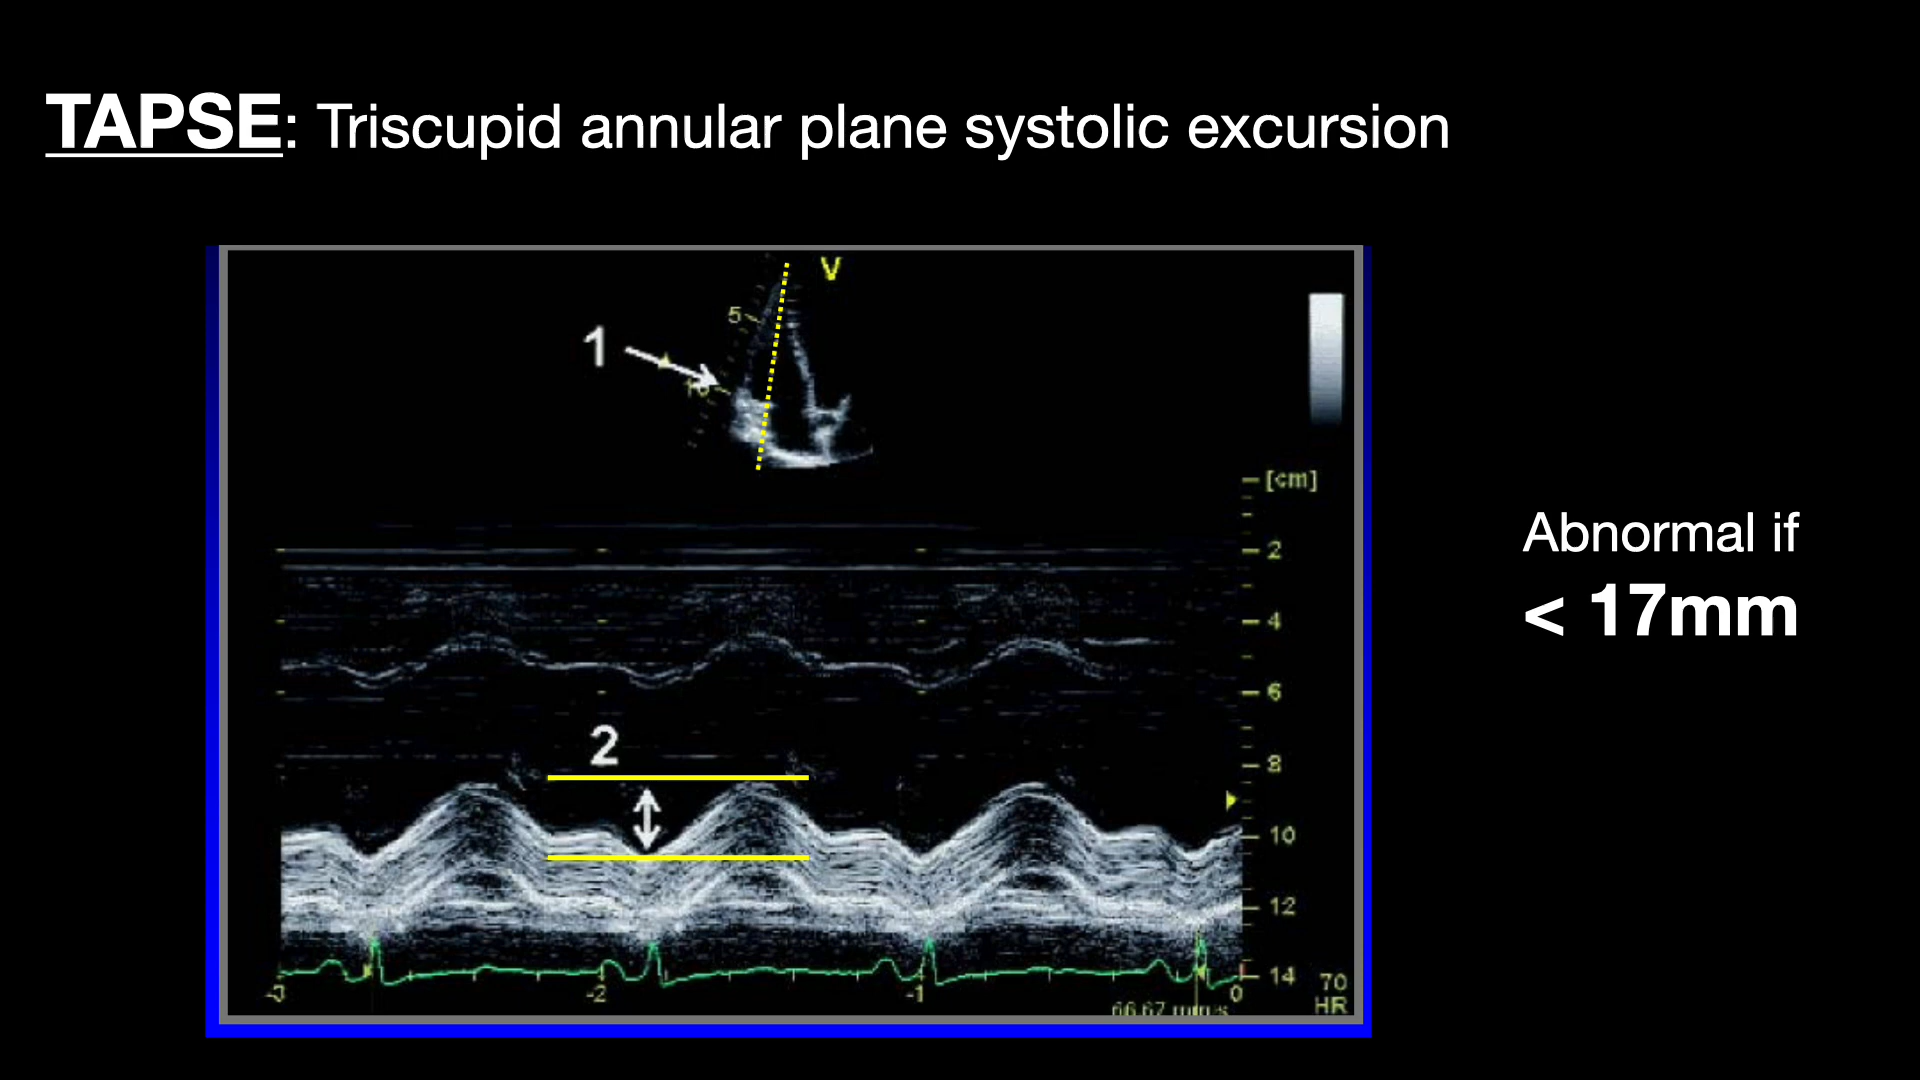 TAPSE: Triscupid annular plane systolic excursion
V
5
1
10
[cm]
2
4
Abnormal if
< 17mm
6
2
8
10
12
14
70
HR
-3
-2
-1
0